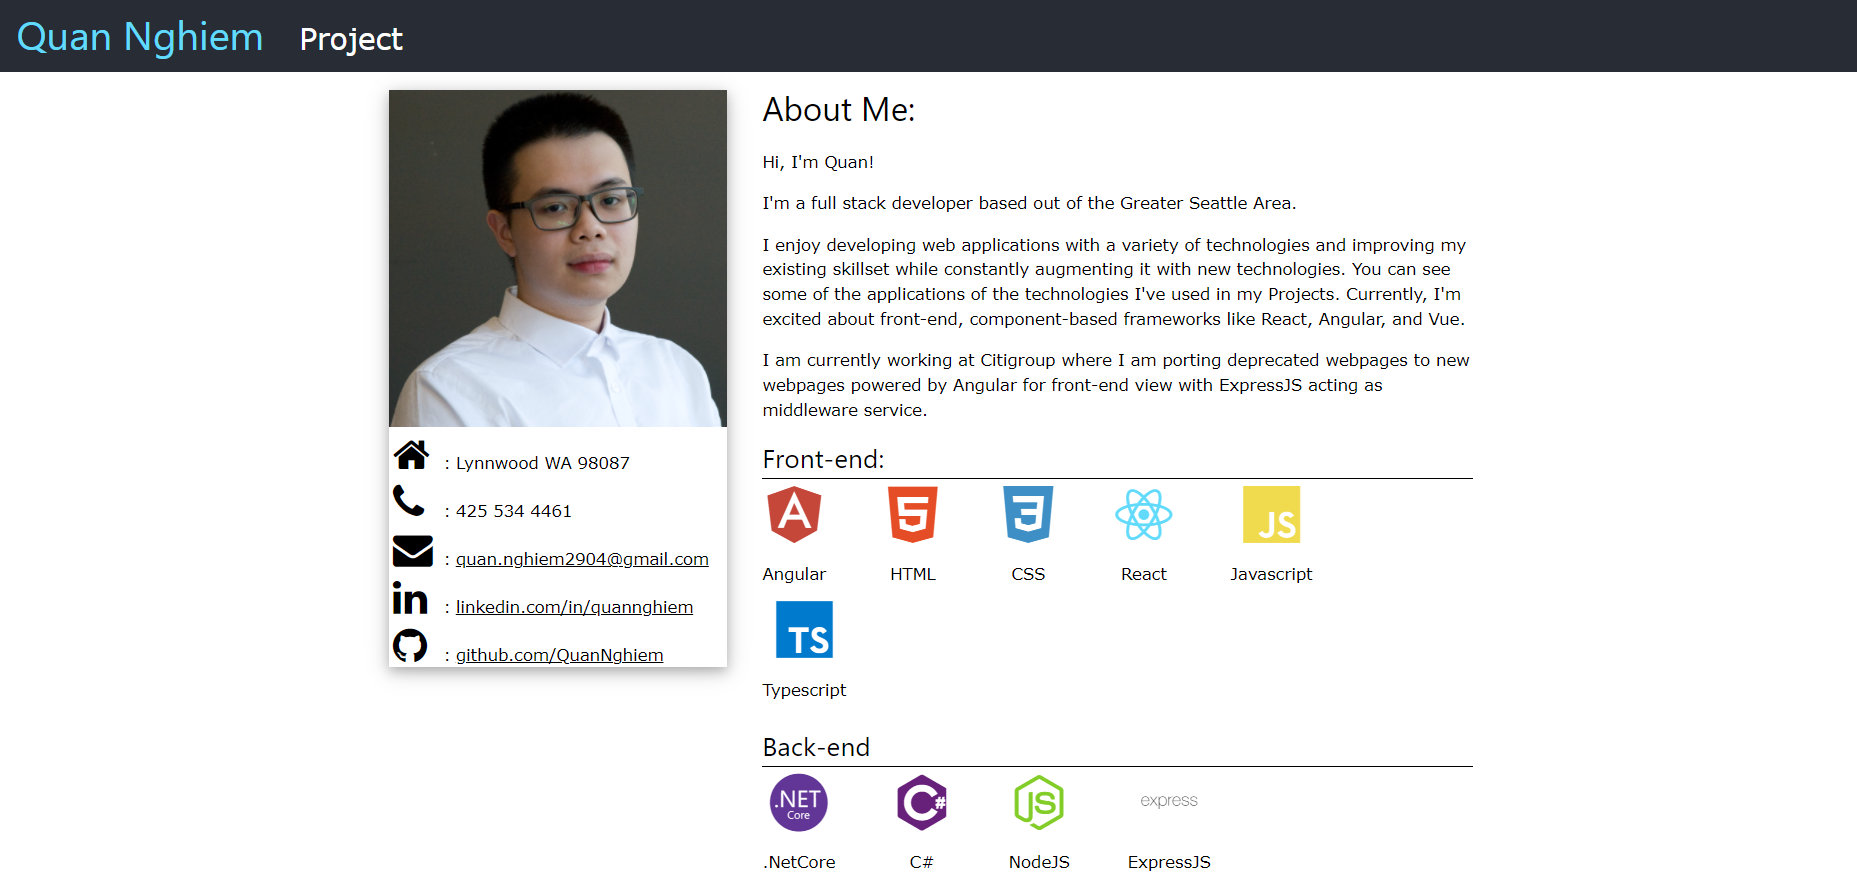 Quan Nghiem
Project
: Lynnwood WA 98087
: 425 534 4461
: quan.nghiem2904@gmail.com
in : linkedin.com/in/quannghiem
: github.com/QuanNghiem
About Me:
Hi, I'm Quan!
I'm a full stack developer based out of the Greater Seattle Area.
I enjoy developing web applications with a variety of technologies and improving my
existing skillset while constantly augmenting it with new technologies. You can see
some of the applications of the technologies I've used in my Projects. Currently, I'm
excited about front-end, component-based frameworks like React, Angular, and Vue.
I am currently working at Citigroup where I am porting deprecated webpages to new
webpages powered by Angular for front-end view with ExpressJS acting as
middleware service.
Front-end:
A 5 3 JS
Angular HTML CSS React Javascript
TS
Typescript
Back-end
.NET Core C# JS express
.NetCore C# NodeJS ExpressJS